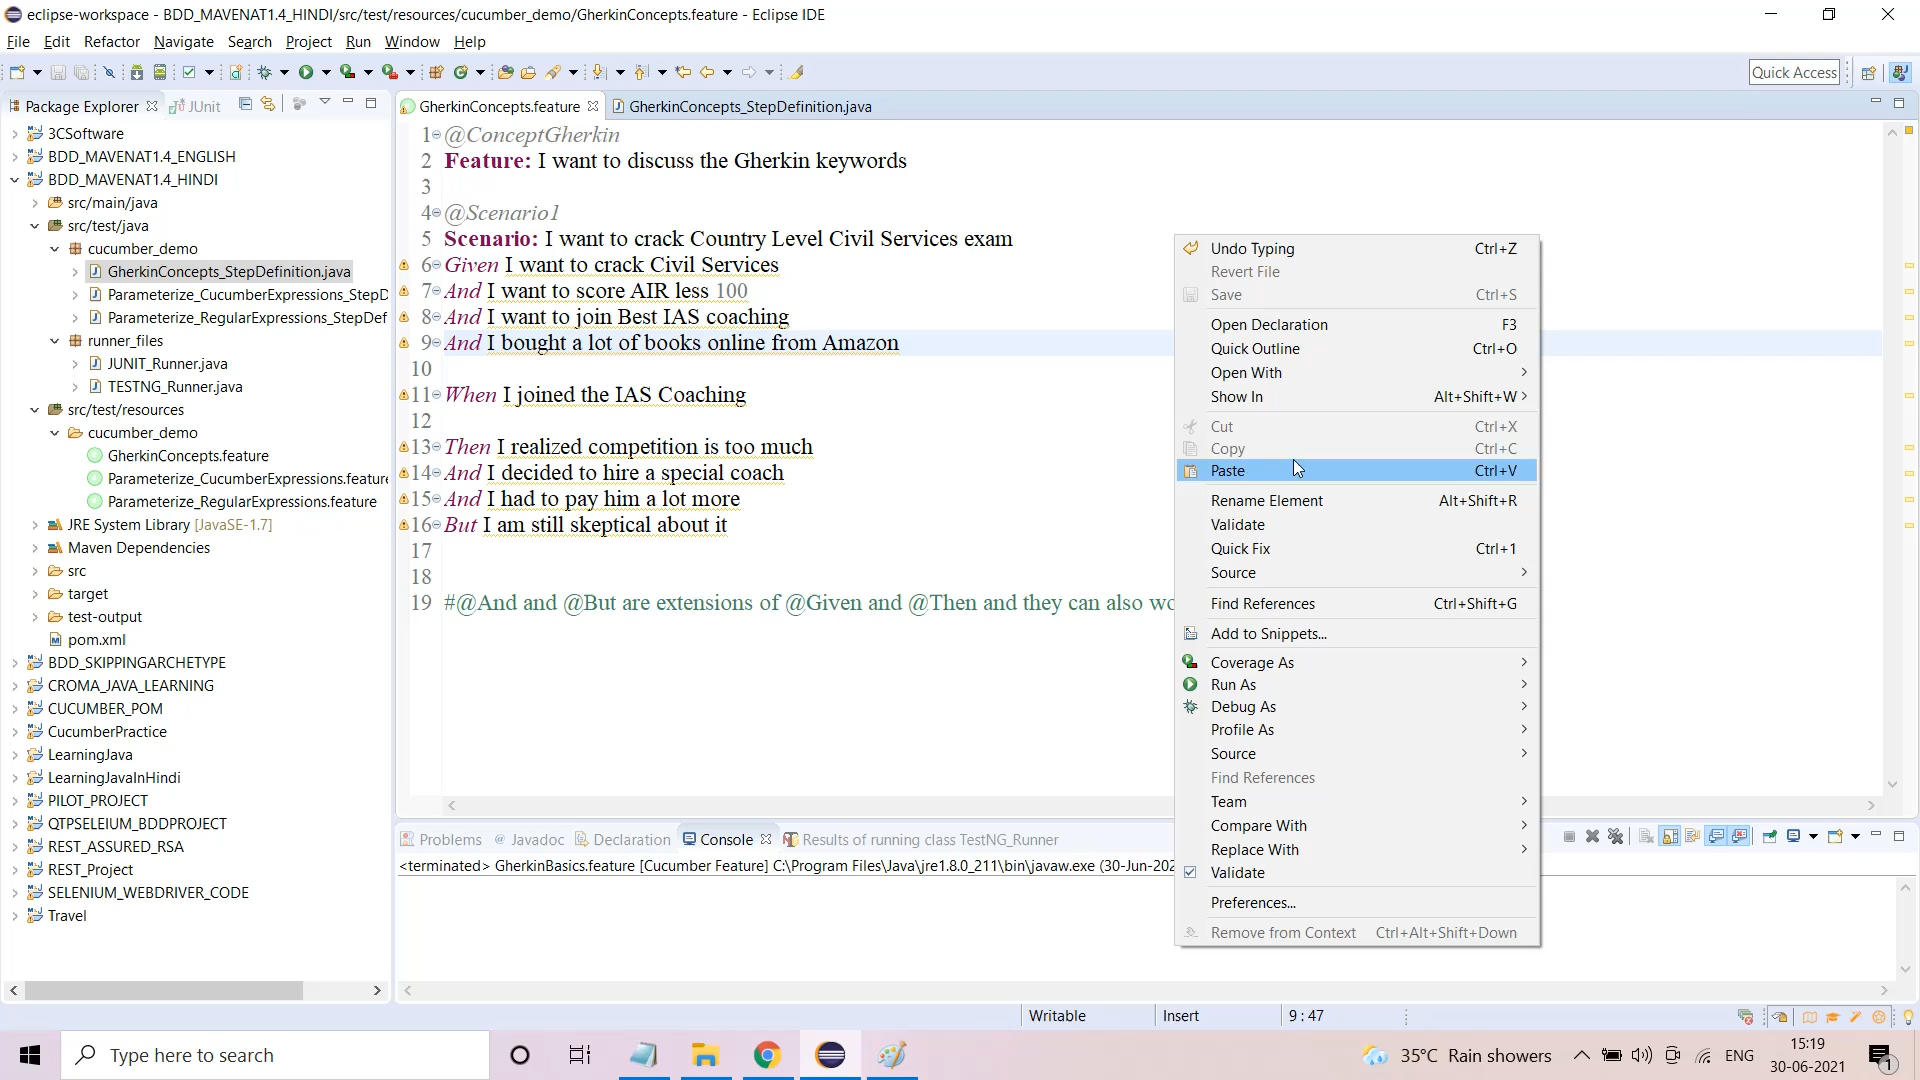 eclipse-workspace - BDD_MAVENAT1.4_HINDI/src/test/resources/cucumber_demo/GherkinConcepts.feature - Eclipse IDE
File Edit Refactor Navigate Search Project Run Window Help
Quick Access
Package Explorer JUnit
3CSoftware
BDD_MAVENAT1.4_ENGLISH
BDD_MAVENAT1.4_HINDI
src/main/java
src/test/java
cucumber_demo
GherkinConcepts_StepDefinition.java
Parameterize_CucumberExpressions_StepD
Parameterize_RegularExpressions_StepDef
runner_files
JUNIT_Runner.java
TESTNG_Runner.java
src/test/resources
cucumber_demo
GherkinConcepts.feature
Parameterize_CucumberExpressions.feature
Parameterize_RegularExpressions.feature
JRE System Library [JavaSE-1.7]
Maven Dependencies
src
target
test-output
pom.xml
BDD_SKIPPINGARCHETYPE
CROMA_JAVA_LEARNING
CUCUMBER_POM
CucumberPractice
LearningJava
LearningJavaInHindi
PILOT_PROJECT
QTPSELEIUM_BDDPROJECT
REST_ASSURED_RSA
REST_Project
SELENIUM_WEBDRIVER_CODE
Travel
GherkinConcepts.feature GherkinConcepts_StepDefinition.java
1 @ConceptGherkin
2 Feature: I want to discuss the Gherkin keywords
3
4 @Scenario1
5 Scenario: I want to crack Country Level Civil Services exam
6 Given I want to crack Civil Services
7 And I want to score AIR less 100
8 And I want to join Best IAS coaching
9 And I bought a lot of books online from Amazon
10
11 When I joined the IAS Coaching
12
13 Then I realized competition is too much
14 And I decided to hire a special coach
15 And I had to pay him a lot more
16 But I am still skeptical about it
17
18
19 #@And and @But are extensions of @Given and @Then and they can also wo
Undo Typing Ctrl+Z
Revert File
Save Ctrl+S
Open Declaration F3
Quick Outline Ctrl+O
Open With
Show In Alt+Shift+W
Cut Ctrl+X
Copy Ctrl+C
Paste Ctrl+V
Rename Element Alt+Shift+R
Validate
Quick Fix Ctrl+1
Source
Find References Ctrl+Shift+G
Add to Snippets...
Coverage As
Run As
Debug As
Profile As
Source
Find References
Team
Compare With
Replace With
Validate
Preferences...
Remove from Context Ctrl+Alt+Shift+Down
Problems @ Javadoc Declaration Console Results of running class TestNG_Runner
<terminated> GherkinBasics.feature [Cucumber Feature] C:\Program Files\Java\jre1.8.0_211\bin\javaw.exe (30-Jun-202
Writable Insert 9 : 47
Type here to search
35°C Rain showers ENG
15:19
30-06-2021
1